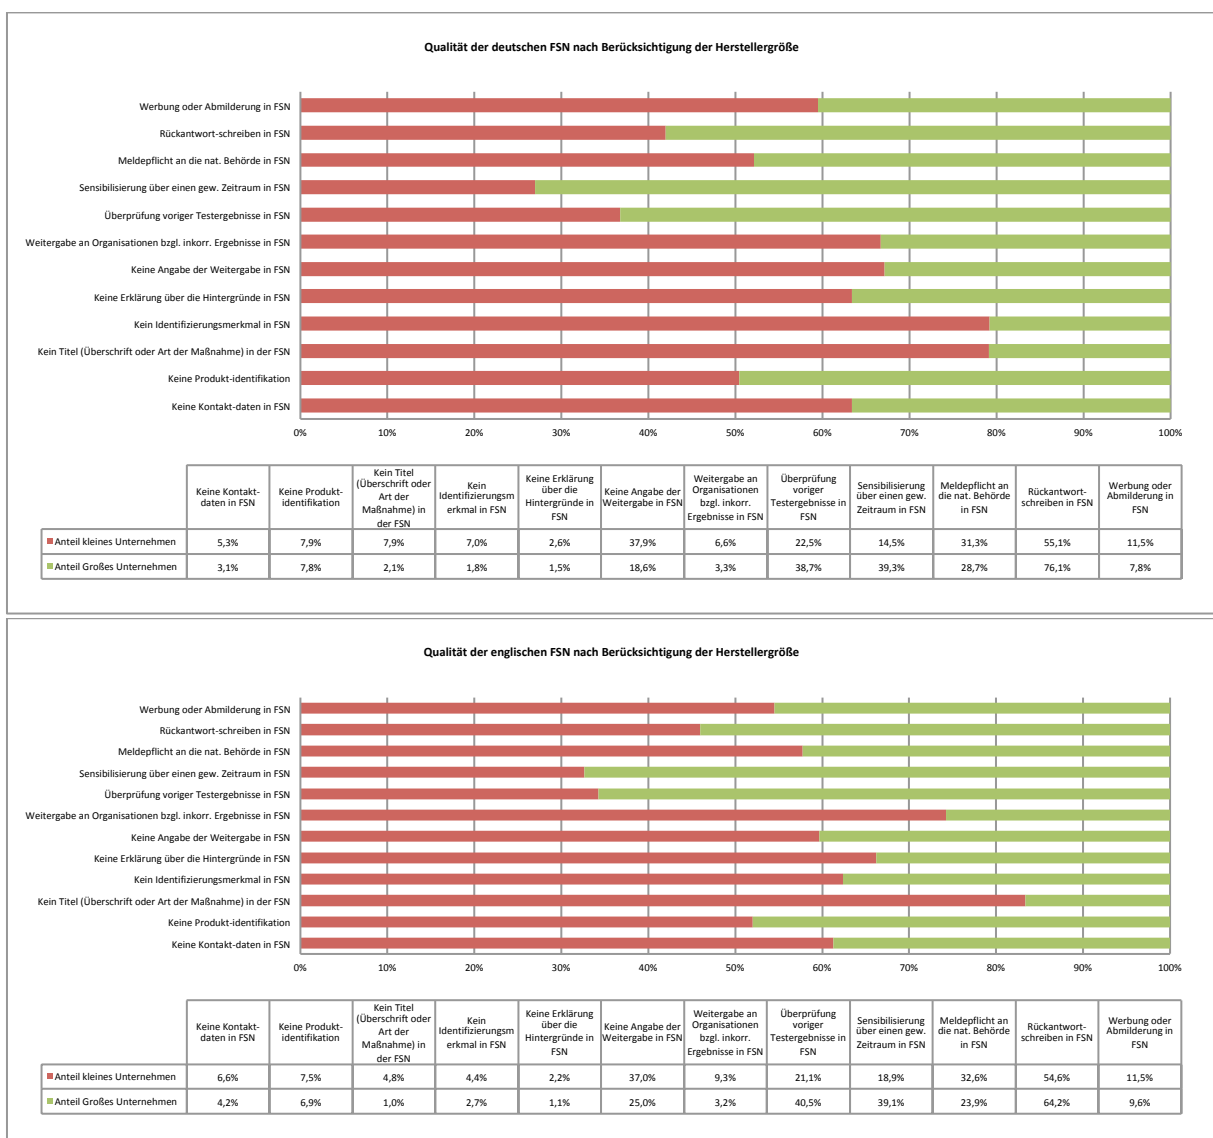 Qualität der deutschen FSN nach Berücksichtigung der Herstellergröße
Werbung oder Abmilderung in FSN
Rückantwort-schreiben in FSN
Meldepflicht an die nat. Behörde in FSN
Sensibilisierung über einen gew. Zeitraum in FSN
Überprüfung voriger Testergebnisse in FSN
Weitergabe an Organisationen bzgl. inkorr. Ergebnisse in FSN
Keine Angabe der Weitergabe in FSN
Keine Erklärung über die Hintergründe in FSN
Kein Identifizierungsmerkmal in FSN
Kein Titel (Überschrift oder Art der Maßnahme) in der FSN
Keine Produkt-identifikation
Keine Kontakt-daten in FSN
0% 10% 20% 30% 40% 50% 60% 70% 80% 90% 100%
Keine Kontakt-
daten in FSN
Keine Produkt-
identifikation
Kein Titel
(Überschrift oder
Art der
Maßnahme) in
der FSN
Kein
Identifizierungsm
erkmal in FSN
Keine Erklärung
über die
Hintergründe in
FSN
Keine Angabe der
Weitergabe in FSN
Weitergabe an
Organisationen
bzgl. inkorr.
Ergebnisse in FSN
Überprüfung
voriger
Testergebnisse in
FSN
Sensibilisierung
über einen gew.
Zeitraum in FSN
Meldepflicht an
die nat. Behörde
in FSN
Rückantwort-
schreiben in FSN
Werbung oder
Abmilderung in
FSN
Anteil kleines Unternehmen 5,3% 7,9% 7,9% 7,0% 2,6% 37,9% 6,6% 22,5% 14,5% 31,3% 55,1% 11,5%
Anteil Großes Unternehmen 3,1% 7,8% 2,1% 1,8% 1,5% 18,6% 3,3% 38,7% 39,3% 28,7% 76,1% 7,8%
Qualität der englischen FSN nach Berücksichtigung der Herstellergröße
Werbung oder Abmilderung in FSN
Rückantwort-schreiben in FSN
Meldepflicht an die nat. Behörde in FSN
Sensibilisierung über einen gew. Zeitraum in FSN
Überprüfung voriger Testergebnisse in FSN
Weitergabe an Organisationen bzgl. inkorr. Ergebnisse in FSN
Keine Angabe der Weitergabe in FSN
Keine Erklärung über die Hintergründe in FSN
Kein Identifizierungsmerkmal in FSN
Kein Titel (Überschrift oder Art der Maßnahme) in der FSN
Keine Produkt-identifikation
Keine Kontakt-daten in FSN
0% 10% 20% 30% 40% 50% 60% 70% 80% 90% 100%
Keine Kontakt-
daten in FSN
Keine Produkt-
identifikation
Kein Titel
(Überschrift oder
Art der
Maßnahme) in
der FSN
Kein
Identifizierungsm
erkmal in FSN
Keine Erklärung
über die
Hintergründe in
FSN
Keine Angabe der
Weitergabe in FSN
Weitergabe an
Organisationen
bzgl. inkorr.
Ergebnisse in FSN
Überprüfung
voriger
Testergebnisse in
FSN
Sensibilisierung
über einen gew.
Zeitraum in FSN
Meldepflicht an
die nat. Behörde
in FSN
Rückantwort-
schreiben in FSN
Werbung oder
Abmilderung in
FSN
Anteil kleines Unternehmen 6,6% 7,5% 4,8% 4,4% 2,2% 37,0% 9,3% 21,1% 18,9% 32,6% 54,6% 11,5%
Anteil Großes Unternehmen 4,2% 6,9% 1,0% 2,7% 1,1% 25,0% 3,2% 40,5% 39,1% 23,9% 64,2% 9,6%